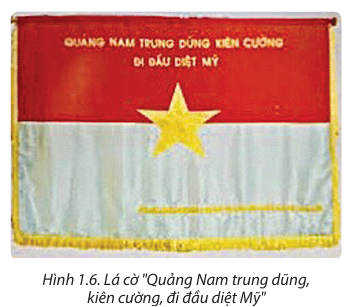 QUẢNG NAM TRUNG DŨNG KIÊN CƯỜNG
ĐI ĐẦU DIỆT MỸ
Hình 1.6. Lá cờ "Quảng Nam trung dũng,
kiên cường, đi đầu diệt Mỹ"